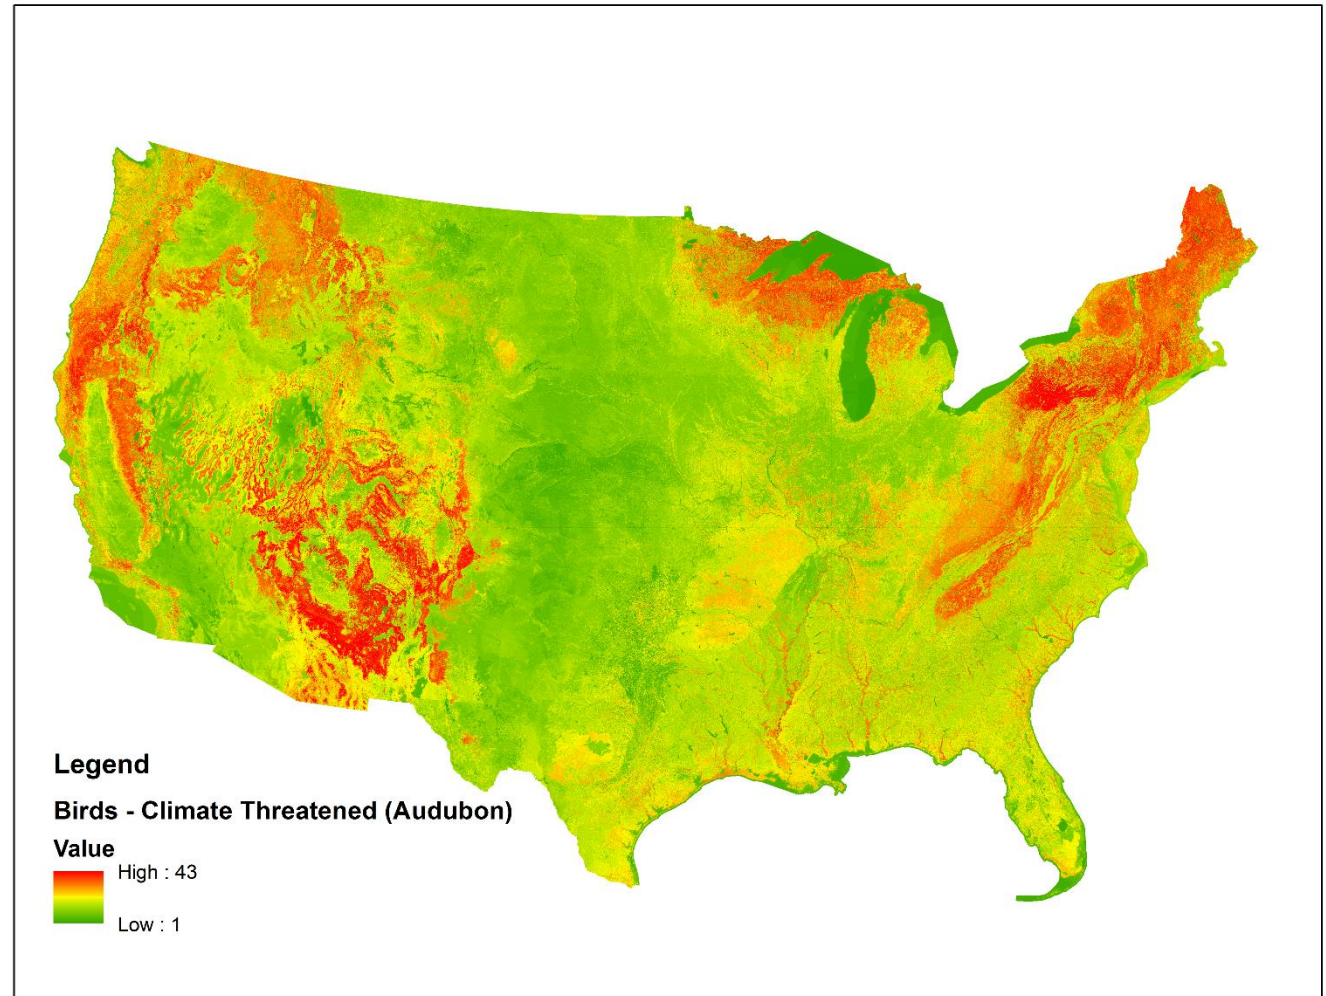 Legend
Birds - Climate Threatened (Audubon)
Value
High : 43
Low : 1